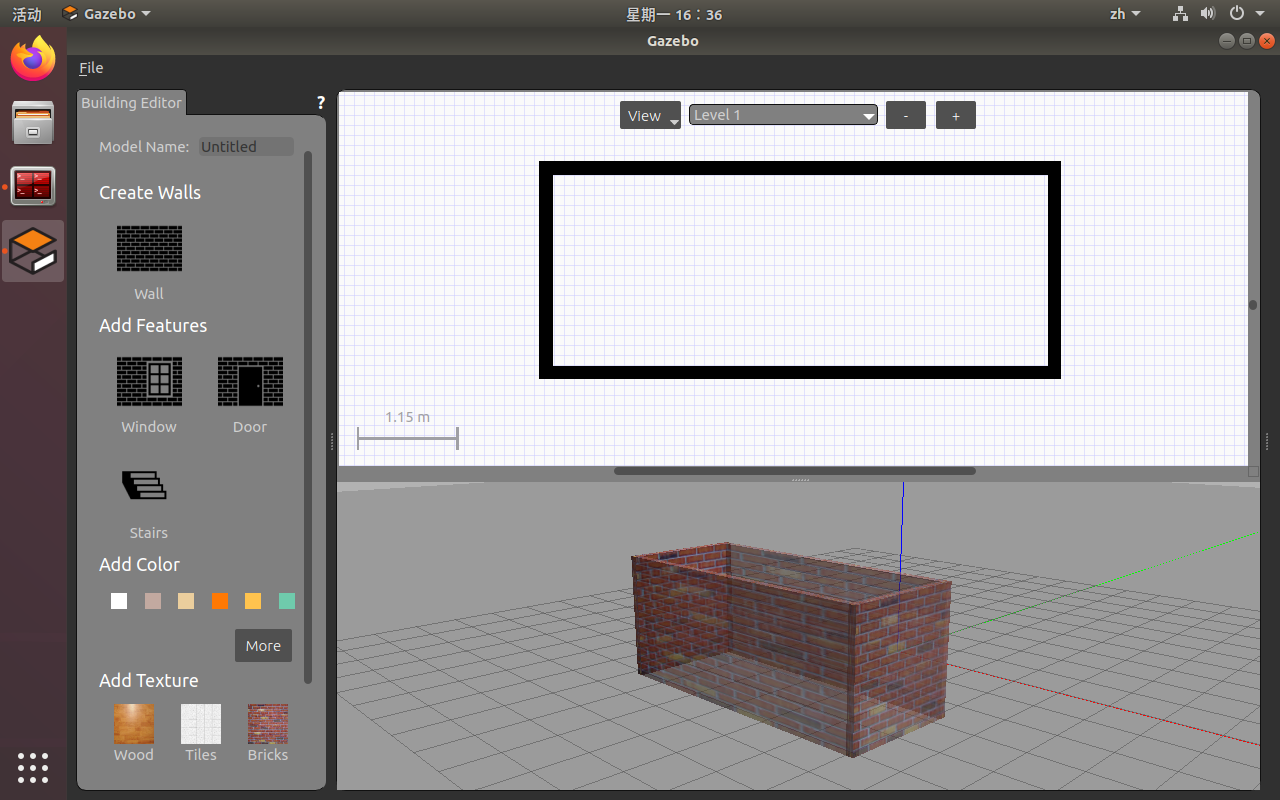 活动
Gazebo
星期一 16：36
zh
Gazebo
File
Building Editor
?
Model Name:
Untitled
Create Walls
Wall
Add Features
Window
Door
Stairs
Add Color
More
Add Texture
Wood
Tiles
Bricks
View
Level 1
-
+
1.15 m